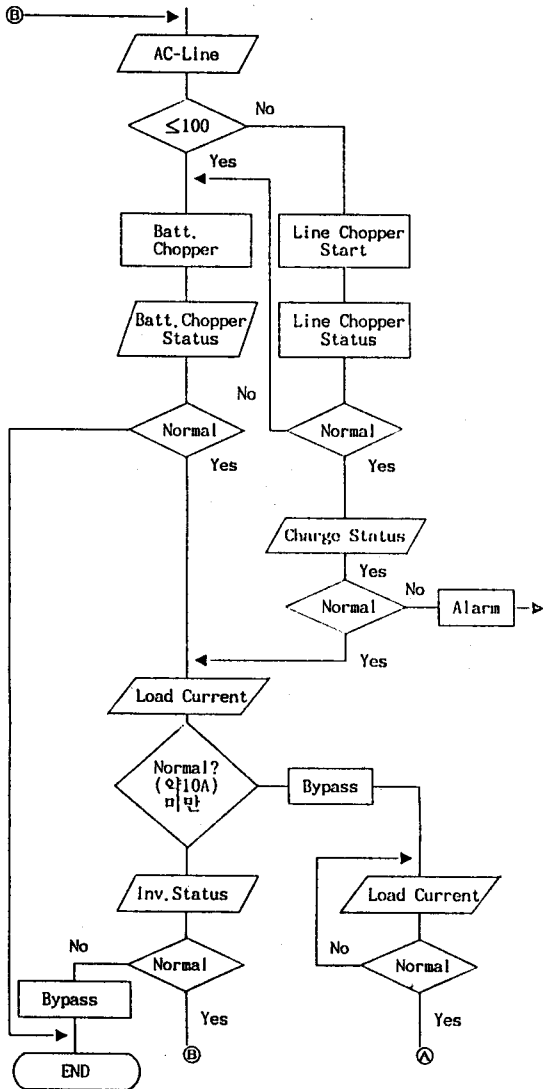 Ⓑ
AC-Line
≤100
No
Yes
Batt.
Chopper
Line Chopper
Start
Batt.Chopper
Status
Line Chopper
Status
No
Normal
Yes
Normal
Yes
Charge Status
Yes
Normal
No
Alarm
Yes
Load Current
Normal?
(약10A)
미만
Bypass
Inv.Status
Load Current
No
Normal
No
Normal
Bypass
Yes
Yes
END
Ⓑ
Ⓐ